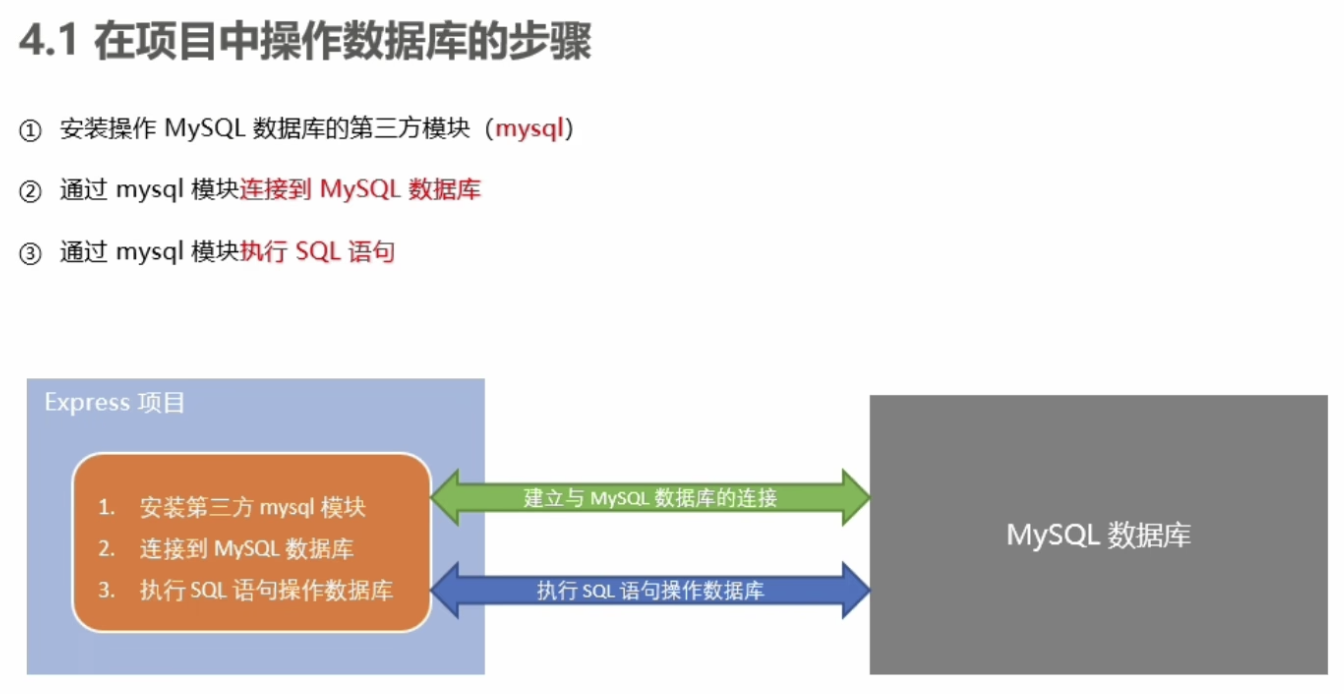 4.1 在项目中操作数据库的步骤
① 安装操作 MySQL 数据库的第三方模块（mysql）
② 通过 mysql 模块连接到 MySQL 数据库
③ 通过 mysql 模块执行 SQL 语句
Express 项目
1. 安装第三方 mysql 模块
2. 连接到 MySQL 数据库
3. 执行 SQL 语句操作数据库
建立与 MySQL 数据库的连接
执行 SQL 语句操作数据库
MySQL 数据库